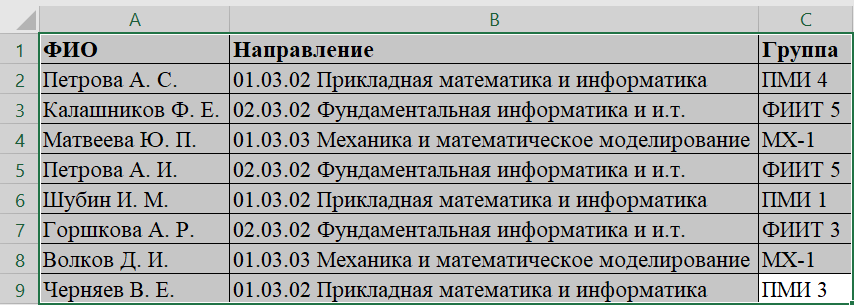 A B C
1 ФИО Направление Группа
2 Петрова А. С. 01.03.02 Прикладная математика и информатика ПМИ 4
3 Калашников Ф. Е. 02.03.02 Фундаментальная информатика и и.т. ФИИТ 5
4 Матвеева Ю. П. 01.03.03 Механика и математическое моделирование МХ-1
5 Петрова А. И. 02.03.02 Фундаментальная информатика и и.т. ФИИТ 5
6 Шубин И. М. 01.03.02 Прикладная математика и информатика ПМИ 1
7 Горшкова А. Р. 02.03.02 Фундаментальная информатика и и.т. ФИИТ 3
8 Волков Д. И. 01.03.03 Механика и математическое моделирование МХ-1
9 Черняев В. Е. 01.03.02 Прикладная математика и информатика ПМИ 3